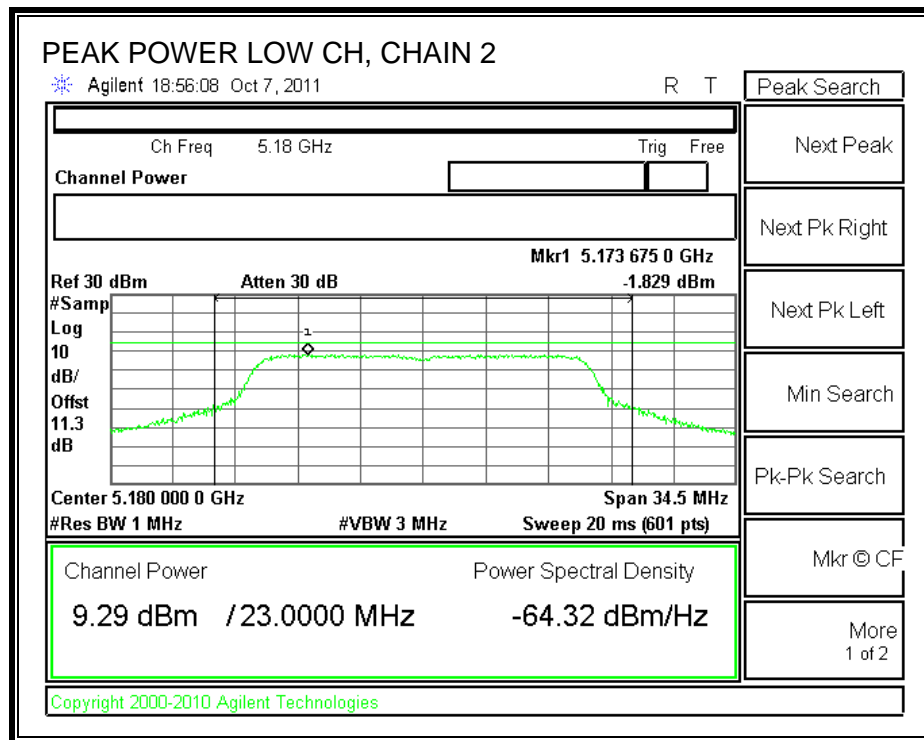 PEAK POWER LOW CH, CHAIN 2
Agilent 18:56:08 Oct 7, 2011 R T
Peak Search
Ch Freq 5.18 GHz Trig Free
Channel Power
Mkr1 5.173 675 0 GHz
Ref 30 dBm Atten 30 dB -1.829 dBm
#Samp
Log
10
dB/
Offst
11.3
dB
1
Center 5.180 000 0 GHz Span 34.5 MHz
#Res BW 1 MHz #VBW 3 MHz Sweep 20 ms (601 pts)
Channel Power Power Spectral Density
9.29 dBm / 23.0000 MHz -64.32 dBm/Hz
Next Peak
Next Pk Right
Next Pk Left
Min Search
Pk-Pk Search
Mkr © CF
More
1 of 2
Copyright 2000-2010 Agilent Technologies